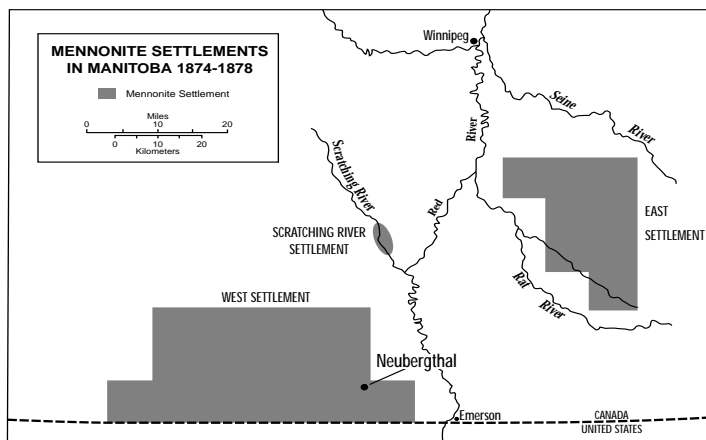 MENNONITE SETTLEMENTS
IN MANITOBA 1874-1878
Mennonite Settlement
Miles
0 10 20
0 10 20
Kilometers
Winnipeg
Seine
River
River
Scratching River
Red
SCRATCHING RIVER
SETTLEMENT
EAST
SETTLEMENT
Rat
River
WEST SETTLEMENT
Neubergthal
Emerson
CANADA
UNITED STATES